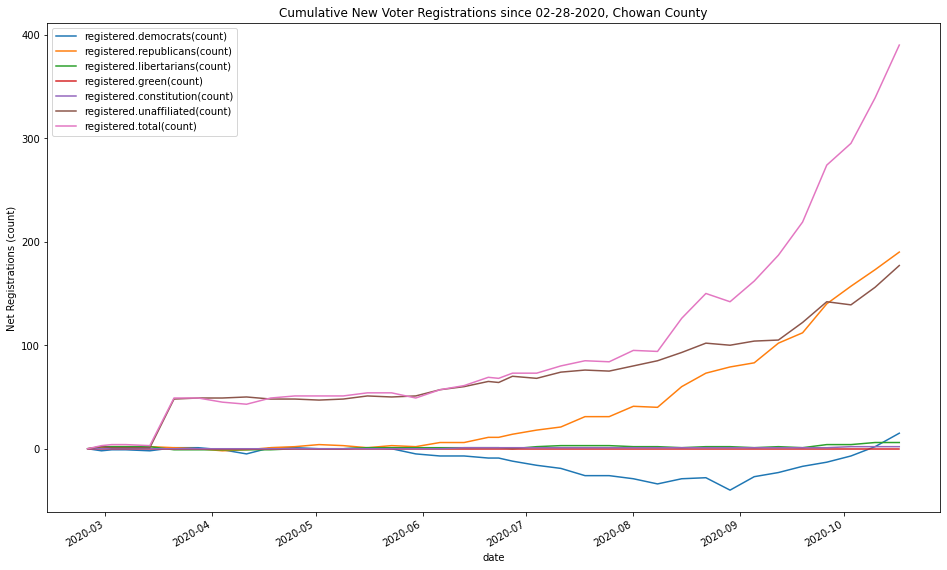 Cumulative New Voter Registrations since 02-28-2020, Chowan County
registered.democrats(count)
registered.republicans(count)
registered.libertarians(count)
registered.green(count)
registered.constitution(count)
registered.unaffiliated(count)
registered.total(count)
Net Registrations (count)
400
300
200
100
0
2020-03
2020-04
2020-05
2020-06
2020-07
2020-08
2020-09
2020-10
date